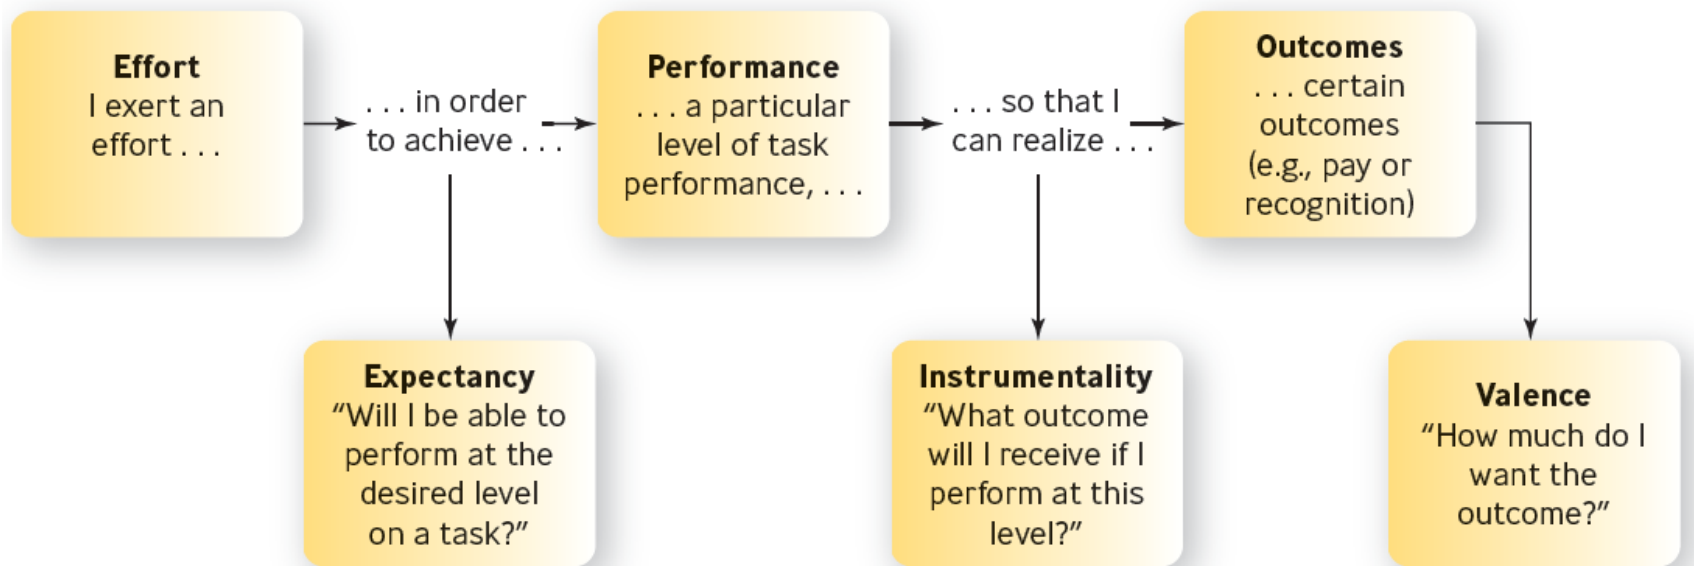 Effort
I exert an
effort . . .
. . . in order
to achieve . . .
Performance
. . . a particular
level of task
performance, . . .
. . . so that I
can realize . . .
Outcomes
. . . certain
outcomes
(e.g., pay or
recognition)
Expectancy
“Will I be able to
perform at the
desired level
on a task?”
Instrumentality
“What outcome
will I receive if I
perform at this
level?”
Valence
“How much do I
want the
outcome?”